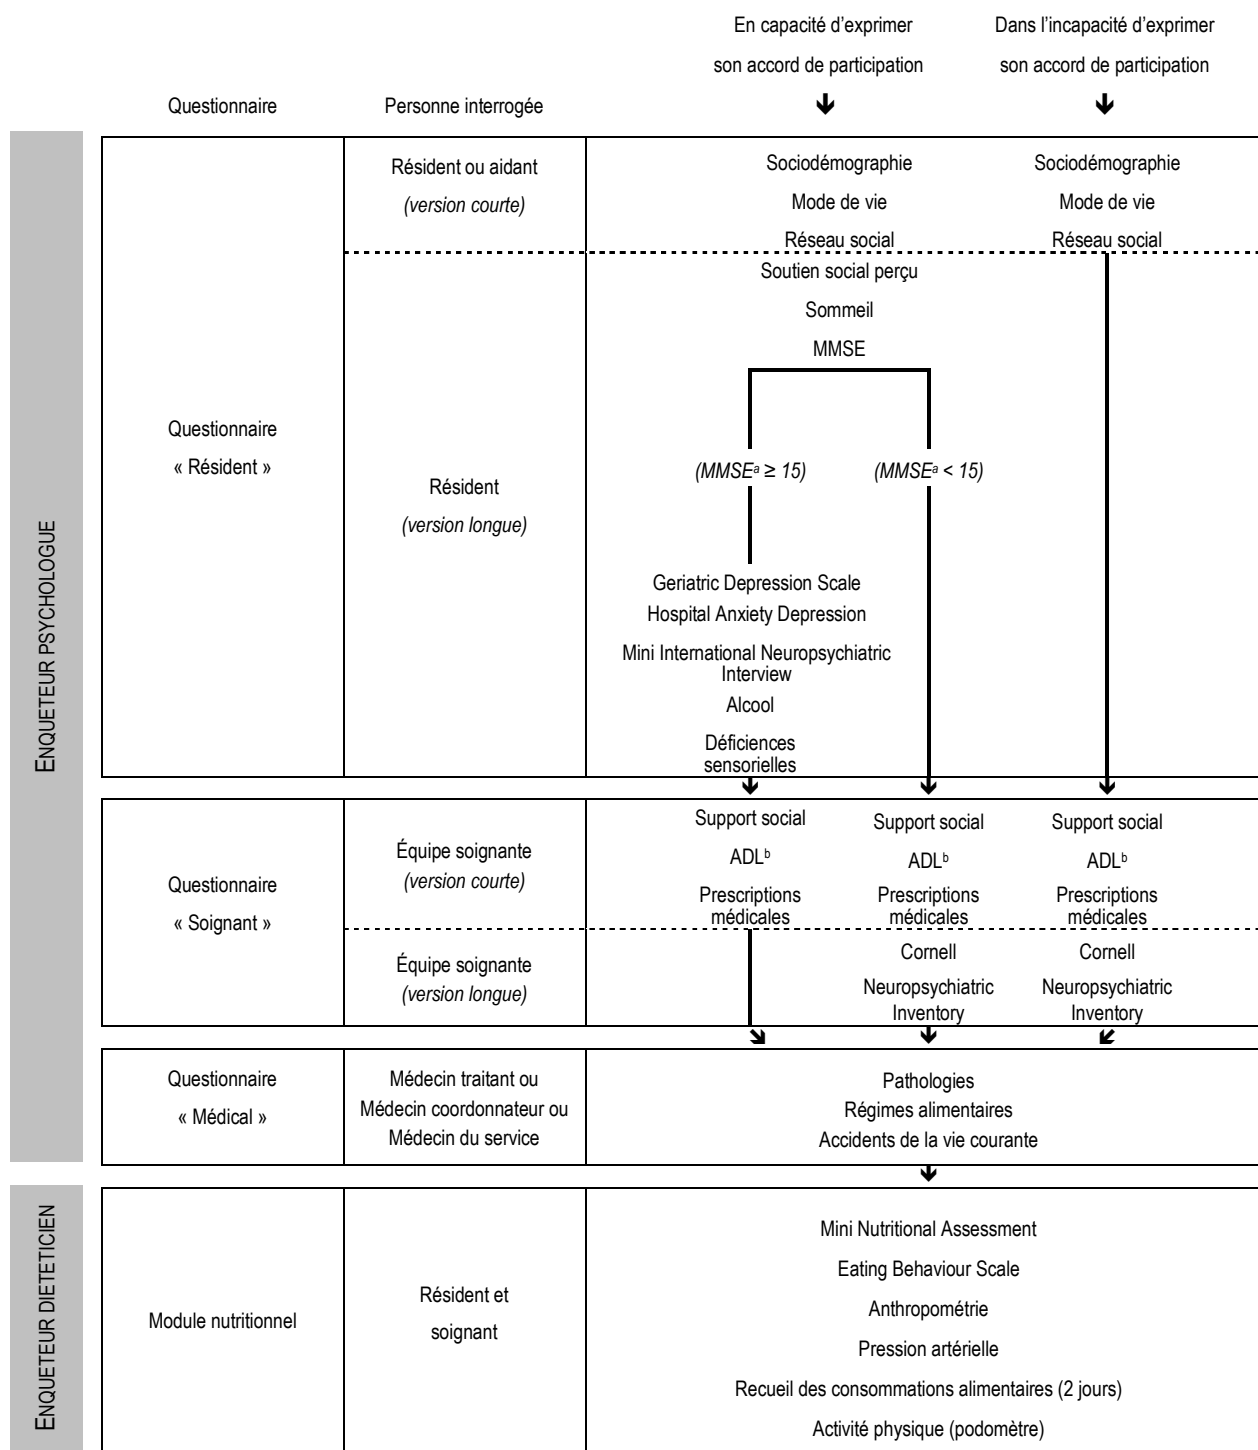 En capacité d'exprimer
son accord de participation
Dans l'incapacité d'exprimer
son accord de participation
Questionnaire
Personne interrogée
ENQUETEUR PSYCHOLOGUE
Questionnaire
« Résident »
Résident ou aidant
(version courte)
Sociodémographie
Mode de vie
Réseau social
Sociodémographie
Mode de vie
Réseau social
Résident
(version longue)
Soutien social perçu
Sommeil
MMSE
(MMSEᵃ ≥ 15)
(MMSEᵃ < 15)
Geriatric Depression Scale
Hospital Anxiety Depression
Mini International Neuropsychiatric
Interview
Alcool
Déficiences
sensorielles
Questionnaire
« Soignant »
Équipe soignante
(version courte)
Support social
ADLᵇ
Prescriptions
médicales
Support social
ADLᵇ
Prescriptions
médicales
Support social
ADLᵇ
Prescriptions
médicales
Équipe soignante
(version longue)
Cornell
Neuropsychiatric
Inventory
Cornell
Neuropsychiatric
Inventory
Questionnaire
« Médical »
Médecin traitant ou
Médecin coordonnateur ou
Médecin du service
Pathologies
Régimes alimentaires
Accidents de la vie courante
ENQUETEUR DIETETICIEN
Module nutritionnel
Résident et
soignant
Mini Nutritional Assessment
Eating Behaviour Scale
Anthropométrie
Pression artérielle
Recueil des consommations alimentaires (2 jours)
Activité physique (podomètre)